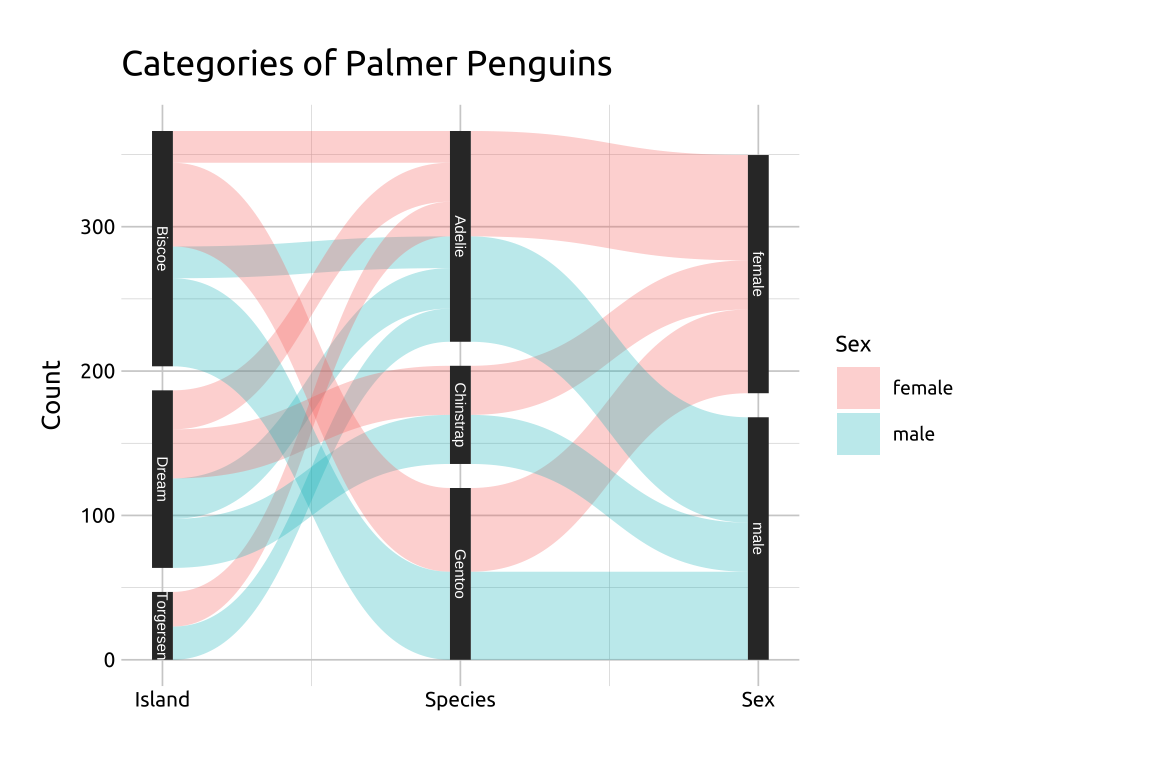 Categories of Palmer Penguins
Count
300
200
100
0
Biscoe
Dream
Torgersen
Adelie
Chinstrap
Gentoo
female
male
Island
Species
Sex
Sex
female
male